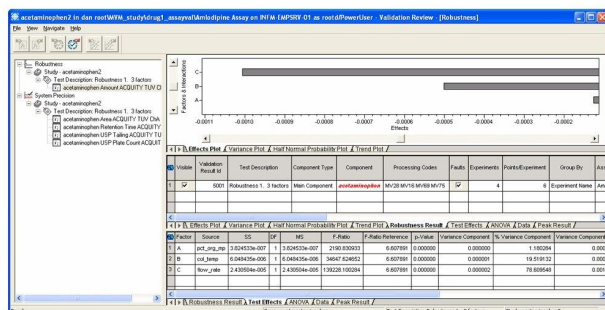 acetaminophen2 in dan root\MVM_study\drug1_assayval\Amlodipine Assay on INFM-EMPSRV-01 as rootd/PowerUser - Validation Review - [Robustness]
File View Navigate Help
Robustness
Study - acetaminophen2
Test Description: Robustness 1. 3 factors
acetaminophen Amount ACQUITY TUV Ch
System Precision
Study - acetaminophen2
Test Description: Robustness 1. 3 factors
acetaminophen Area ACQUITY TUV ChA
acetaminophen Retention Time ACQUITY
acetaminophen USP Tailing ACQUITY TU
acetaminophen USP Plate Count ACQUIT
Factors & Interactions
C
B
A
-0.0011 -0.0010 -0.0009 -0.0008 -0.0007 -0.0006 -0.0005 -0.0004 -0.0003 -0.0002
Effects
Effects Plot Variance Plot Half Normal Probability Plot Trend Plot
Visible Validation Result Id Test Description Component Type Component Processing Codes Faults Experiments Points/Experiment Group By
1 5001 Robustness 1. 3 factors Main Component acetaminophen MV28 MV16 MV68 MV75 4 6 Experiment Name Am
Effects Plot Variance Plot Half Normal Probability Plot Trend Plot Robustness Result Test Effects ANOVA Data Peak Result
Factor Source SS DF MS F-Ratio F-Ratio Reference p-Value Variance Component % Variance Component Variance Compone
1 A pct_org_mp 3.824533e-007 1 3.824533e-007 2190.830933 6.607891 0.000000 0.000000 1.180284 0.000
2 B col_temp 6.048435e-006 1 6.048435e-006 34647.624652 6.607891 0.000000 0.000001 19.519132 0.001
3 C flow_rate 2.430504e-005 1 2.430504e-005 139228.100284 6.607891 0.000000 0.000002 78.609548 0.001
Robustness Result Test Effects ANOVA Data Peak Result